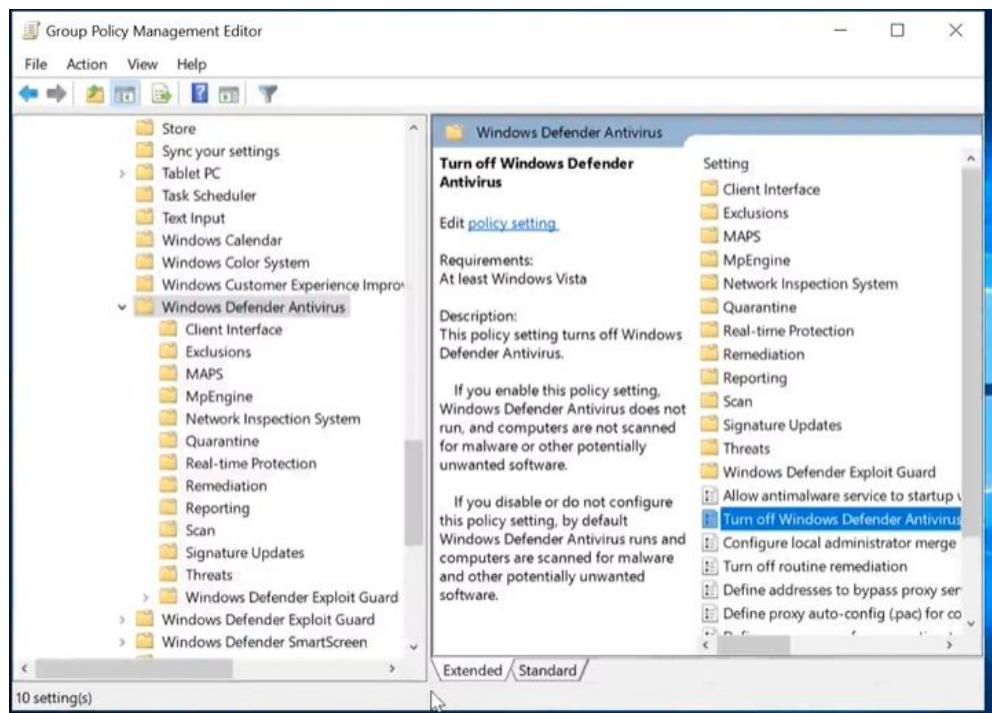 Group Policy Management Editor
File Action View Help
Store
Sync your settings
Tablet PC
Task Scheduler
Text Input
Windows Calendar
Windows Color System
Windows Customer Experience Improv
Windows Defender Antivirus
Client Interface
Exclusions
MAPS
MpEngine
Network Inspection System
Quarantine
Real-time Protection
Remediation
Reporting
Scan
Signature Updates
Threats
Windows Defender Exploit Guard
Windows Defender Exploit Guard
Windows Defender SmartScreen
Windows Defender Antivirus
Turn off Windows Defender
Antivirus
Edit policy setting
Requirements:
At least Windows Vista
Description:
This policy setting turns off Windows
Defender Antivirus.
If you enable this policy setting,
Windows Defender Antivirus does not
run, and computers are not scanned
for malware or other potentially
unwanted software.
If you disable or do not configure
this policy setting, by default
Windows Defender Antivirus runs and
computers are scanned for malware
and other potentially unwanted
software.
Setting
Client Interface
Exclusions
MAPS
MpEngine
Network Inspection System
Quarantine
Real-time Protection
Remediation
Reporting
Scan
Signature Updates
Threats
Windows Defender Exploit Guard
Allow antimalware service to startup
Turn off Windows Defender Antivirus
Configure local administrator merge
Turn off routine remediation
Define addresses to bypass proxy ser
Define proxy auto-config (.pac) for co
Extended Standard
10 setting(s)